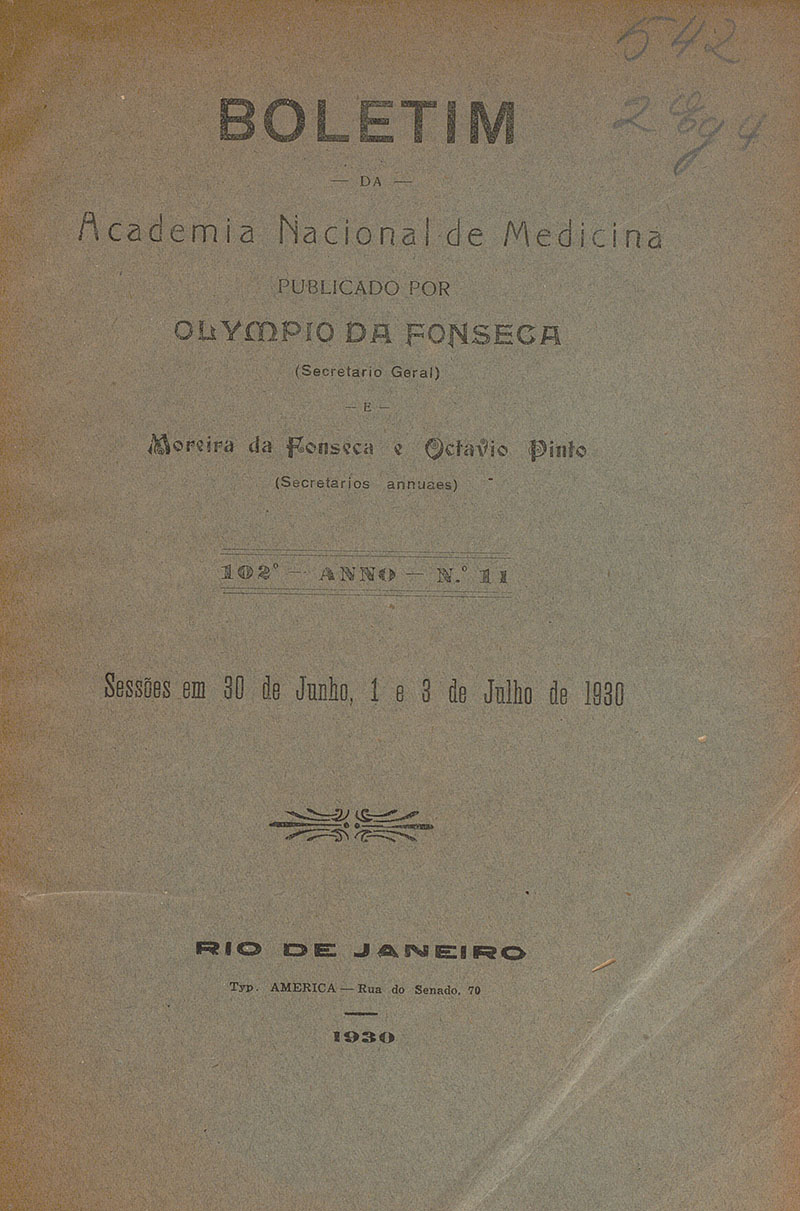 542
BOLETIM
— DA —
Academia Nacional de Medicina
PUBLICADO POR
OLYMPIO DA FONSECA
(Secretario Geral)
— E —
Moreira da Fonseca e Octavio Pinto
(Secretarios annuaes)
102º — ANNO — N.º 11
Sessões em 30 de Junho, 1 e 3 de Julho de 1930
RIO DE JANEIRO
Typ. AMERICA — Rua do Senado, 70
1930